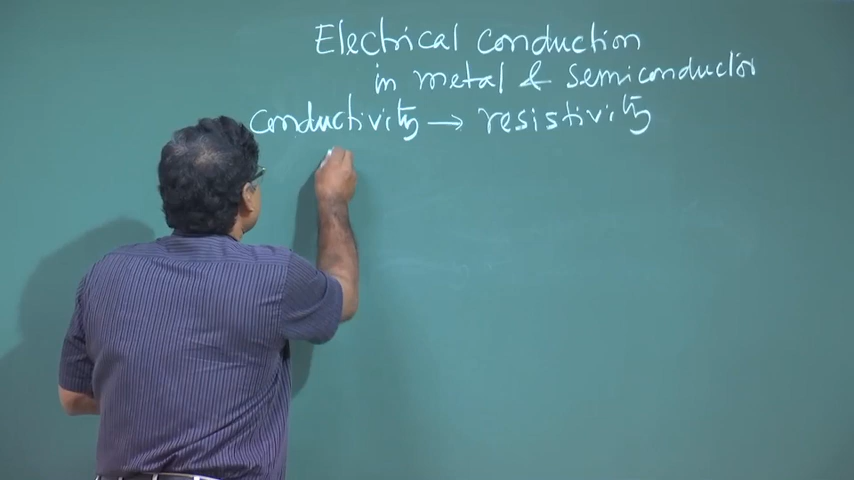 Electrical conduction
in metal & semiconductor
conductivity → resistivity